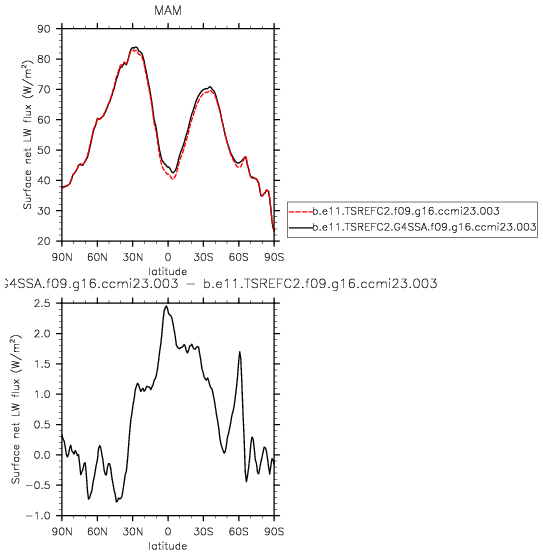 MAM
90
80
70
60
50
40
30
20
Surface net LW flux (W/m²)
90N 60N 30N 0 30S 60S 90S
latitude
b.e11.TSREFC2.f09.g16.ccmi23.003
b.e11.TSREFC2.G4SSA.f09.g16.ccmi23.003
G4SSA.f09.g16.ccmi23.003 - b.e11.TSREFC2.f09.g16.ccmi23.003
2.5
2.0
1.5
1.0
0.5
0.0
-0.5
-1.0
Surface net LW flux (W/m²)
90N 60N 30N 0 30S 60S 90S
latitude